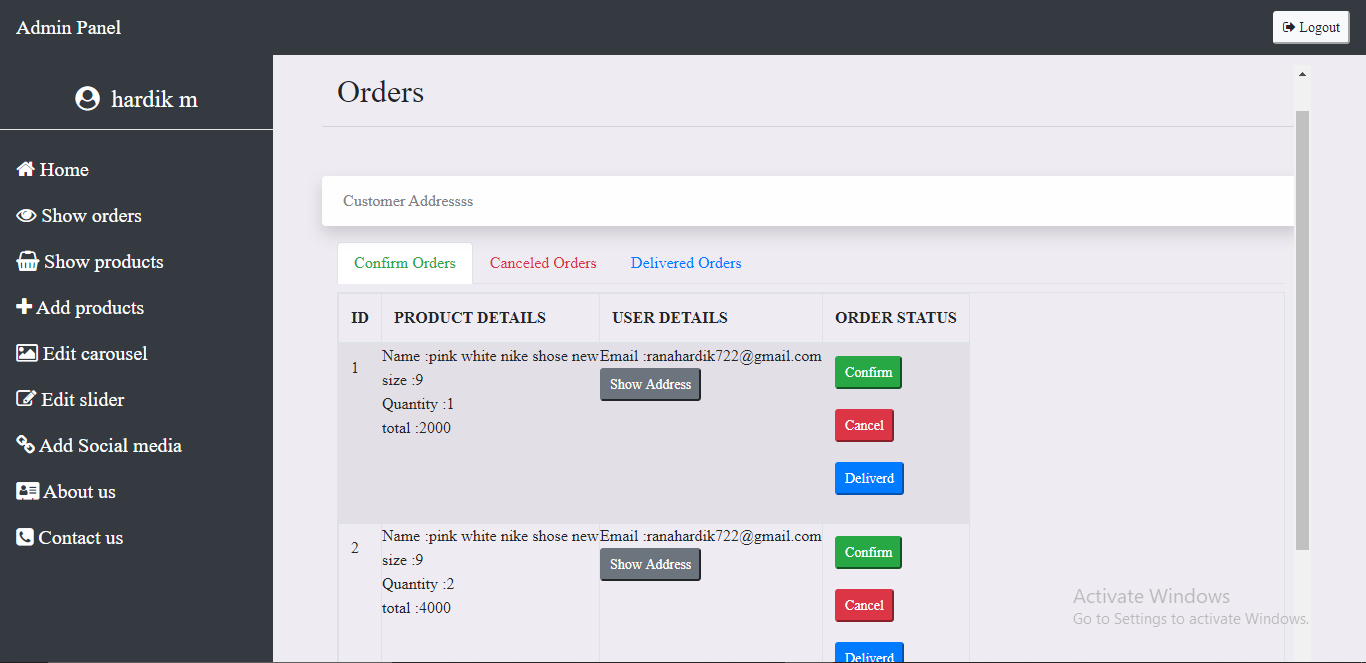 Admin Panel
Logout
hardik m
Home
Show orders
Show products
Add products
Edit carousel
Edit slider
Add Social media
About us
Contact us
Orders
Customer Addressss
Confirm Orders Canceled Orders Delivered Orders
ID PRODUCT DETAILS USER DETAILS ORDER STATUS
1
Name :pink white nike shose new
size :9
Quantity :1
total :2000
Email :ranahardik722@gmail.com
Show Address
Confirm
Cancel
Deliverd
2
Name :pink white nike shose new
size :9
Quantity :2
total :4000
Email :ranahardik722@gmail.com
Show Address
Confirm
Cancel
Deliverd
Activate Windows
Go to Settings to activate Windows.